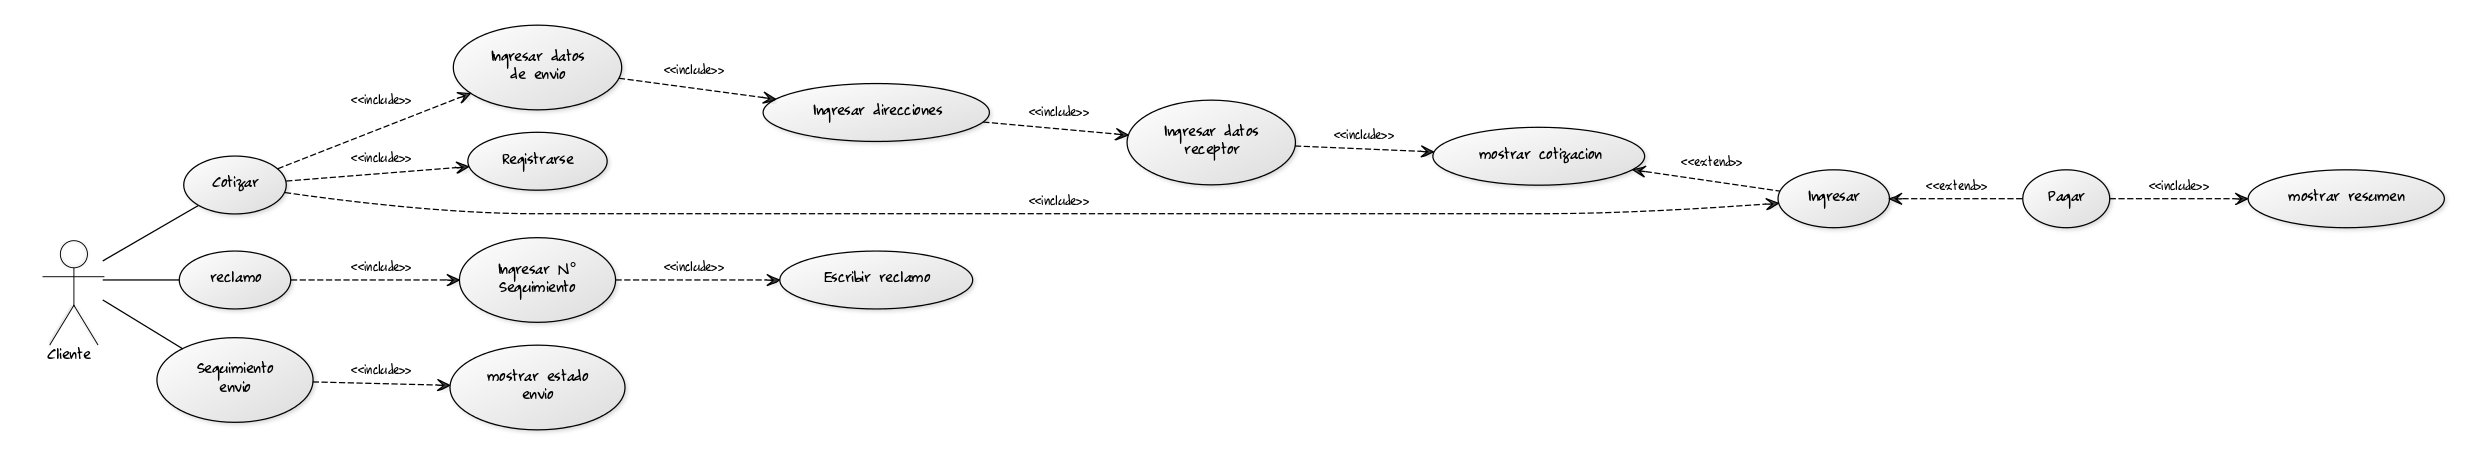 Ingresar datos
de envio
<<include>>
Ingresar direcciones
<<include>>
Ingresar datos
receptor
<<include>>
mostrar cotizacion
<<extend>>
Ingresar
<<extend>>
Pagar
<<include>>
mostrar resumen
<<include>>
Registrarse
<<include>>
Cotizar
<<include>>
reclamo
<<include>>
Ingresar N°
Seguimiento
<<include>>
Escribir reclamo
Cliente
Seguimiento
envio
<<include>>
mostrar estado
envio